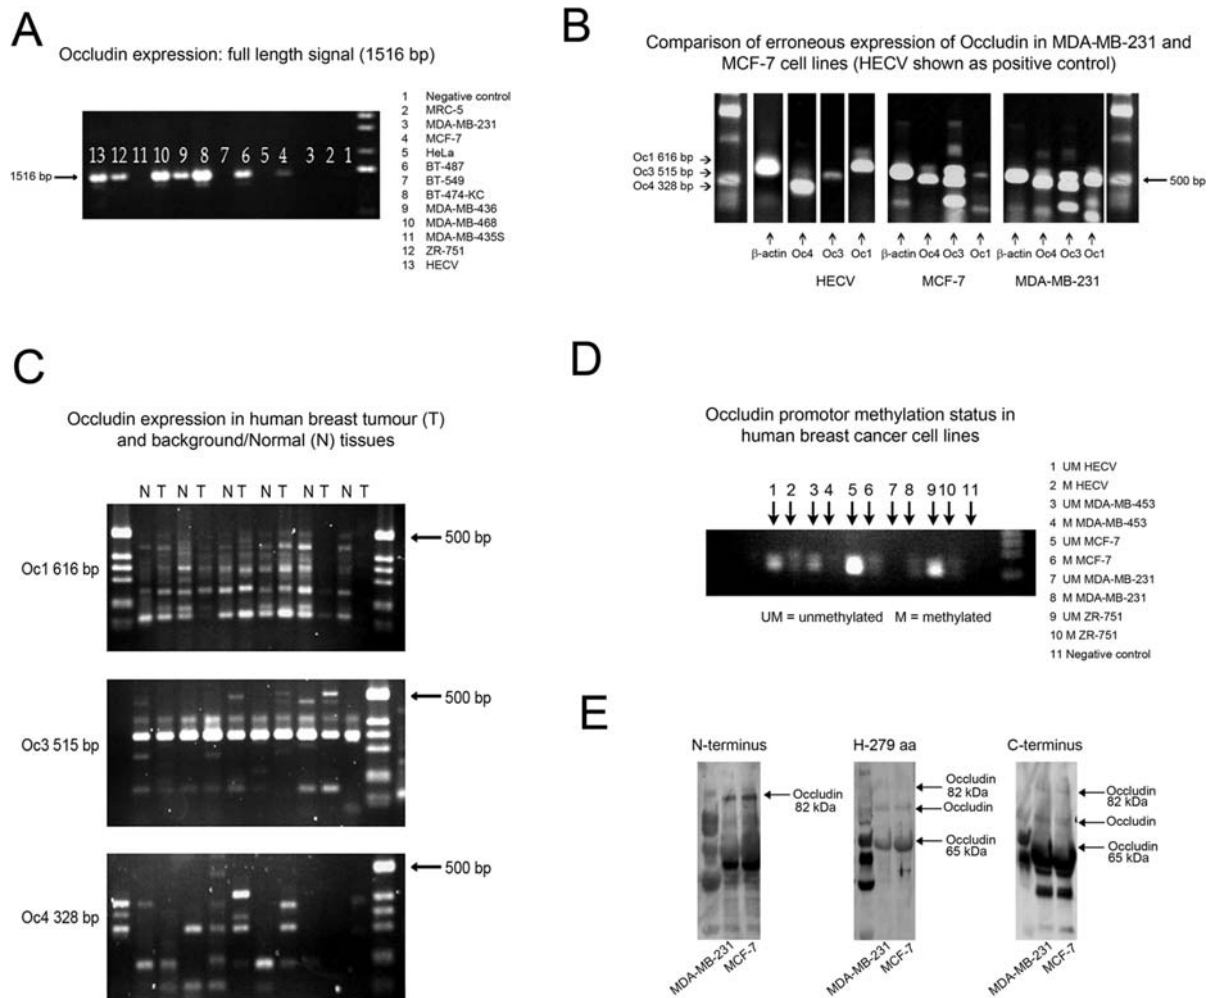 A
Occludin expression: full length signal (1516 bp)
13 12 11 10 9 8 7 6 5 4 3 2 1
1516 bp
1 Negative control
2 MRC-5
3 MDA-MB-231
4 MCF-7
5 HeLa
6 BT-487
7 BT-549
8 BT-474-KC
9 MDA-MB-436
10 MDA-MB-468
11 MDA-MB-435S
12 ZR-751
13 HECV
B
Comparison of erroneous expression of Occludin in MDA-MB-231 and
MCF-7 cell lines (HECV shown as positive control)
Oc1 616 bp
Oc3 515 bp
Oc4 328 bp
500 bp
β-actin Oc4 Oc3 Oc1 β-actin Oc4 Oc3 Oc1 β-actin Oc4 Oc3 Oc1
HECV MCF-7 MDA-MB-231
C
Occludin expression in human breast tumour (T)
and background/Normal (N) tissues
N T N T N T N T N T N T
500 bp
Oc1 616 bp
500 bp
Oc3 515 bp
500 bp
Oc4 328 bp
D
Occludin promotor methylation status in
human breast cancer cell lines
1 2 3 4 5 6 7 8 9 10 11
UM = unmethylated M = methylated
1 UM HECV
2 M HECV
3 UM MDA-MB-453
4 M MDA-MB-453
5 UM MCF-7
6 M MCF-7
7 UM MDA-MB-231
8 M MDA-MB-231
9 UM ZR-751
10 M ZR-751
11 Negative control
E
N-terminus
Occludin
82 kDa
MDA-MB-231
MCF-7
H-279 aa
Occludin
82 kDa
Occludin
Occludin
65 kDa
MDA-MB-231
MCF-7
C-terminus
Occludin
82 kDa
Occludin
Occludin
65 kDa
MDA-MB-231
MCF-7